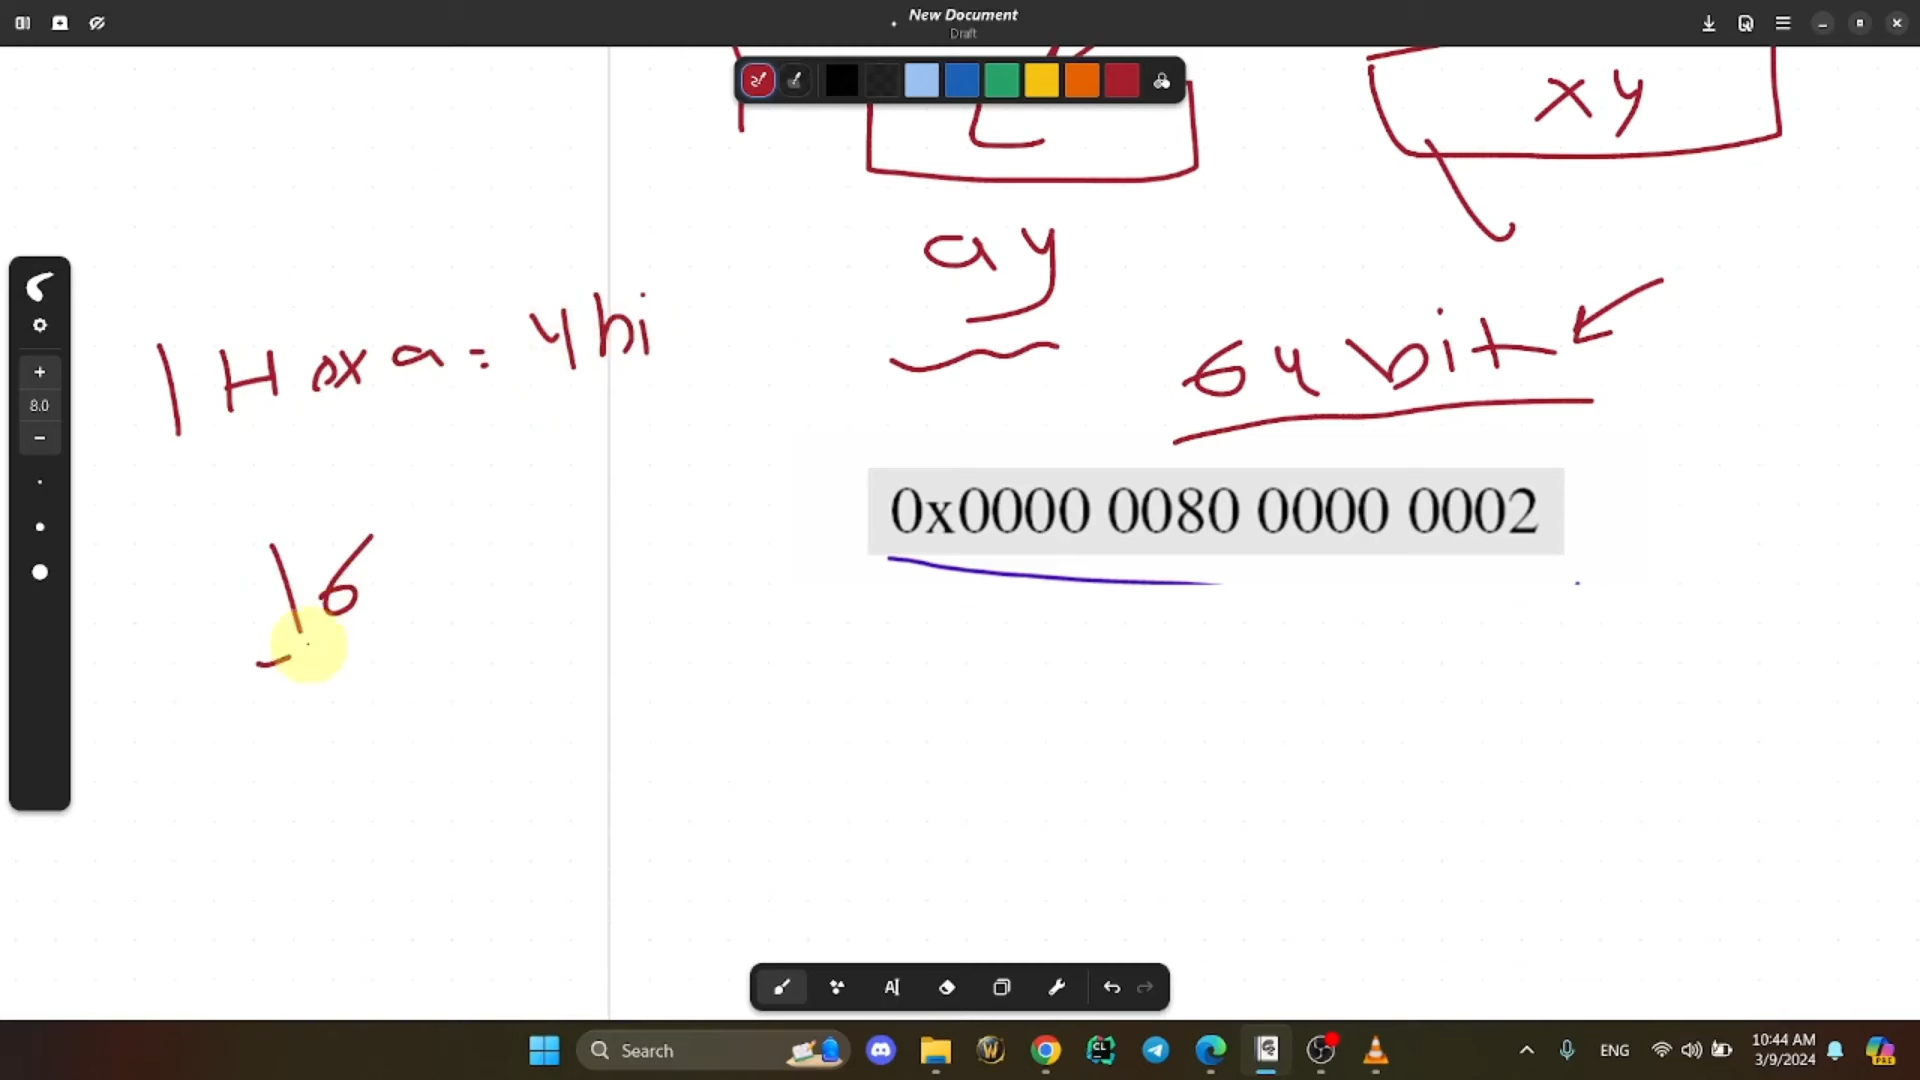 New Document
Draft
xy
ay
1 Hexa = 4 bi
64 bit
8.0
0x0000 0080 0000 0002
16
Search
ENG
10:44 AM
3/9/2024